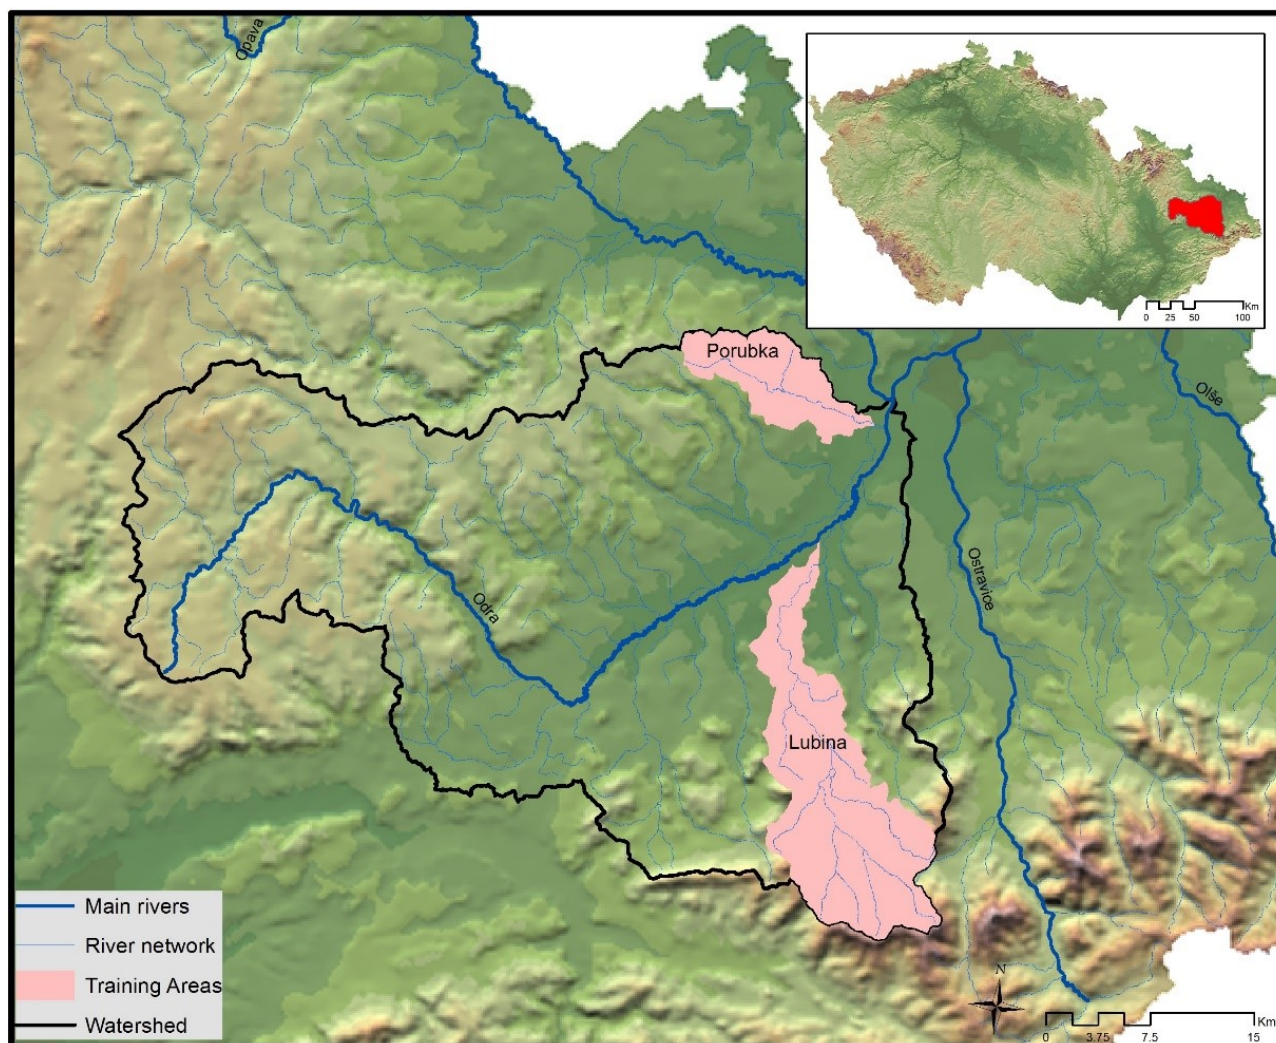 Opava
Km
0 25 50 100
Porubka
Olše
Odra
Ostravice
Lubina
Main rivers
River network
Training Areas
Watershed
N
Km
0 3.75 7.5 15